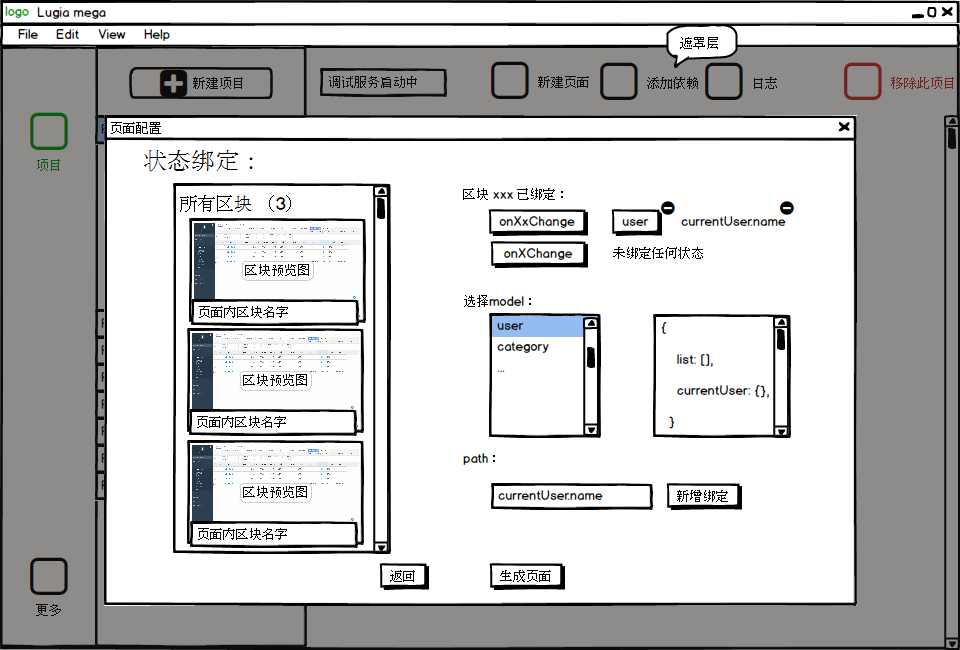 logo Lugia mega
File Edit View Help
遮罩层
新建项目
调试服务启动中
新建页面
添加依赖
日志
移除此项目
项目
更多
页面配置
状态绑定：
所有区块 （3）
区块预览图
页面内区块名字
区块预览图
页面内区块名字
区块预览图
页面内区块名字
区块 xxx 已绑定：
onXxChange user currentUser.name
onXChange 未绑定任何状态
选择model：
user
category
...
{
list: [],
currentUser: {},
}
path：
currentUser.name 新增绑定
返回 生成页面